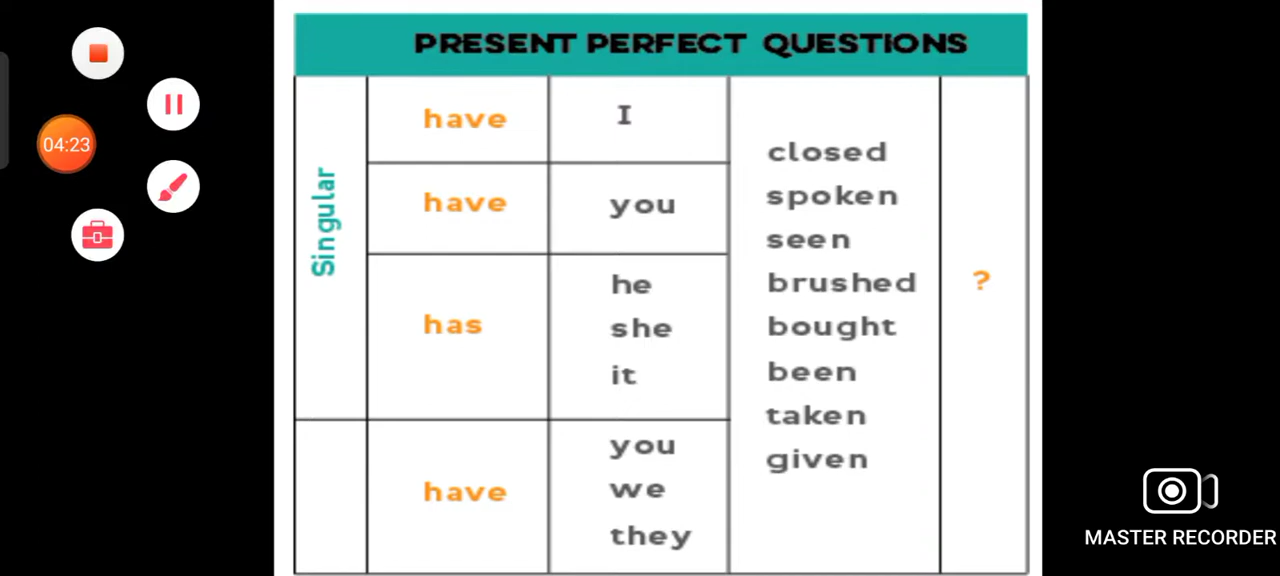 PRESENT PERFECT QUESTIONS
04:23
Singular
have
I
have
you
has
he
she
it
have
you
we
they
closed
spoken
seen
brushed
bought
been
taken
given
?
MASTER RECORDER